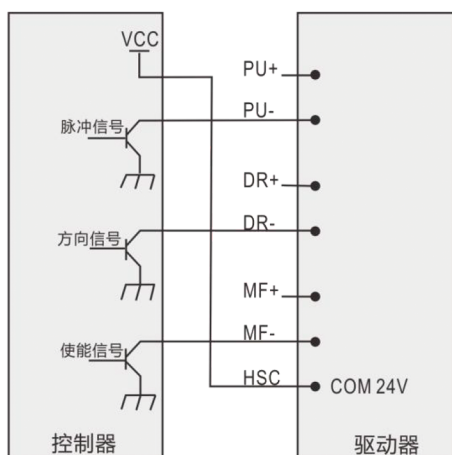 VCC
PU+
脉冲信号
PU-
DR+
方向信号
DR-
MF+
使能信号
MF-
HSC
COM 24V
控制器
驱动器